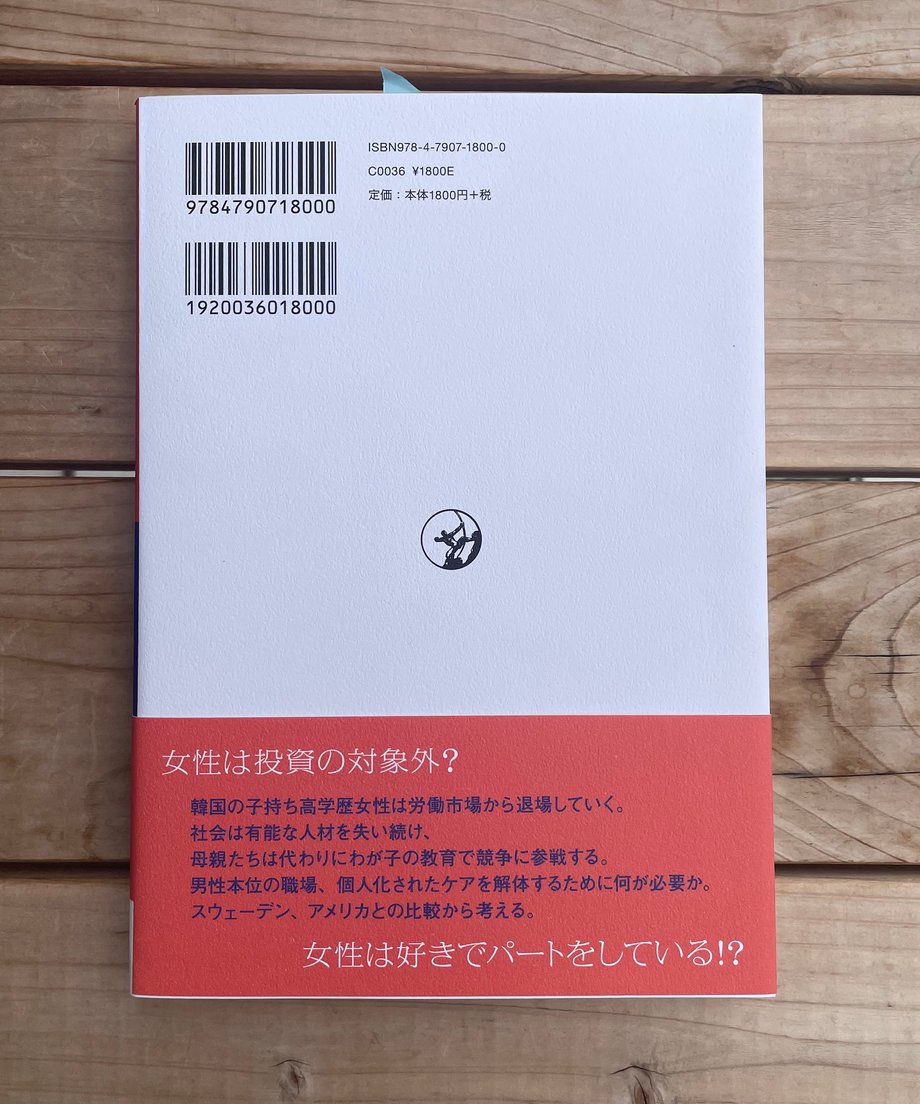 ISBN978-4-7907-1800-0
C0036 ¥1800E
定価：本体1800円＋税
9784790718000
1920036018000
女性は投資の対象外？
韓国の子持ち高学歴女性は労働市場から退場していく。
社会は有能な人材を失い続け、
母親たちは代わりにわが子の教育で競争に参戦する。
男性本位の職場、個人化されたケアを解体するために何が必要か。
スウェーデン、アメリカとの比較から考える。
女性は好きでパートをしている!?